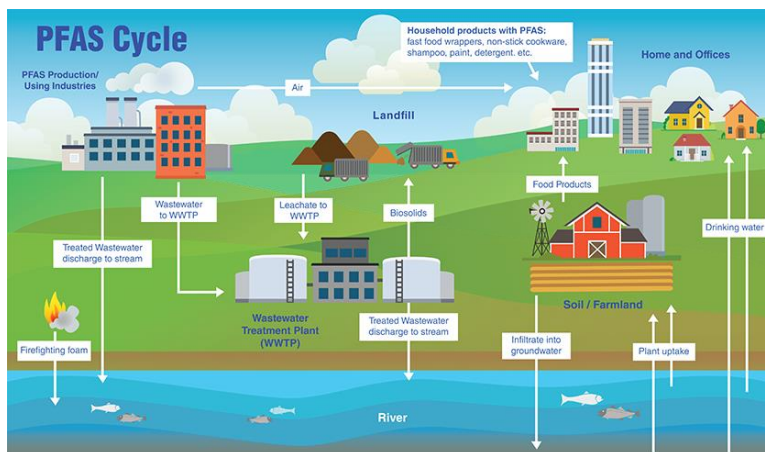 PFAS Cycle
Household products with PFAS:
fast food wrappers, non-stick cookware,
shampoo, paint, detergent. etc.
Home and Offices
PFAS Production/
Using Industries
Air
Landfill
Food Products
Wastewater
to WWTP
Leachate to
WWTP
Biosolids
Drinking water
Treated Wastewater
discharge to stream
Soil / Farmland
Wastewater
Treatment Plant
(WWTP)
Treated Wastewater
discharge to stream
Firefighting foam
Infiltrate into
groundwater
Plant uptake
River